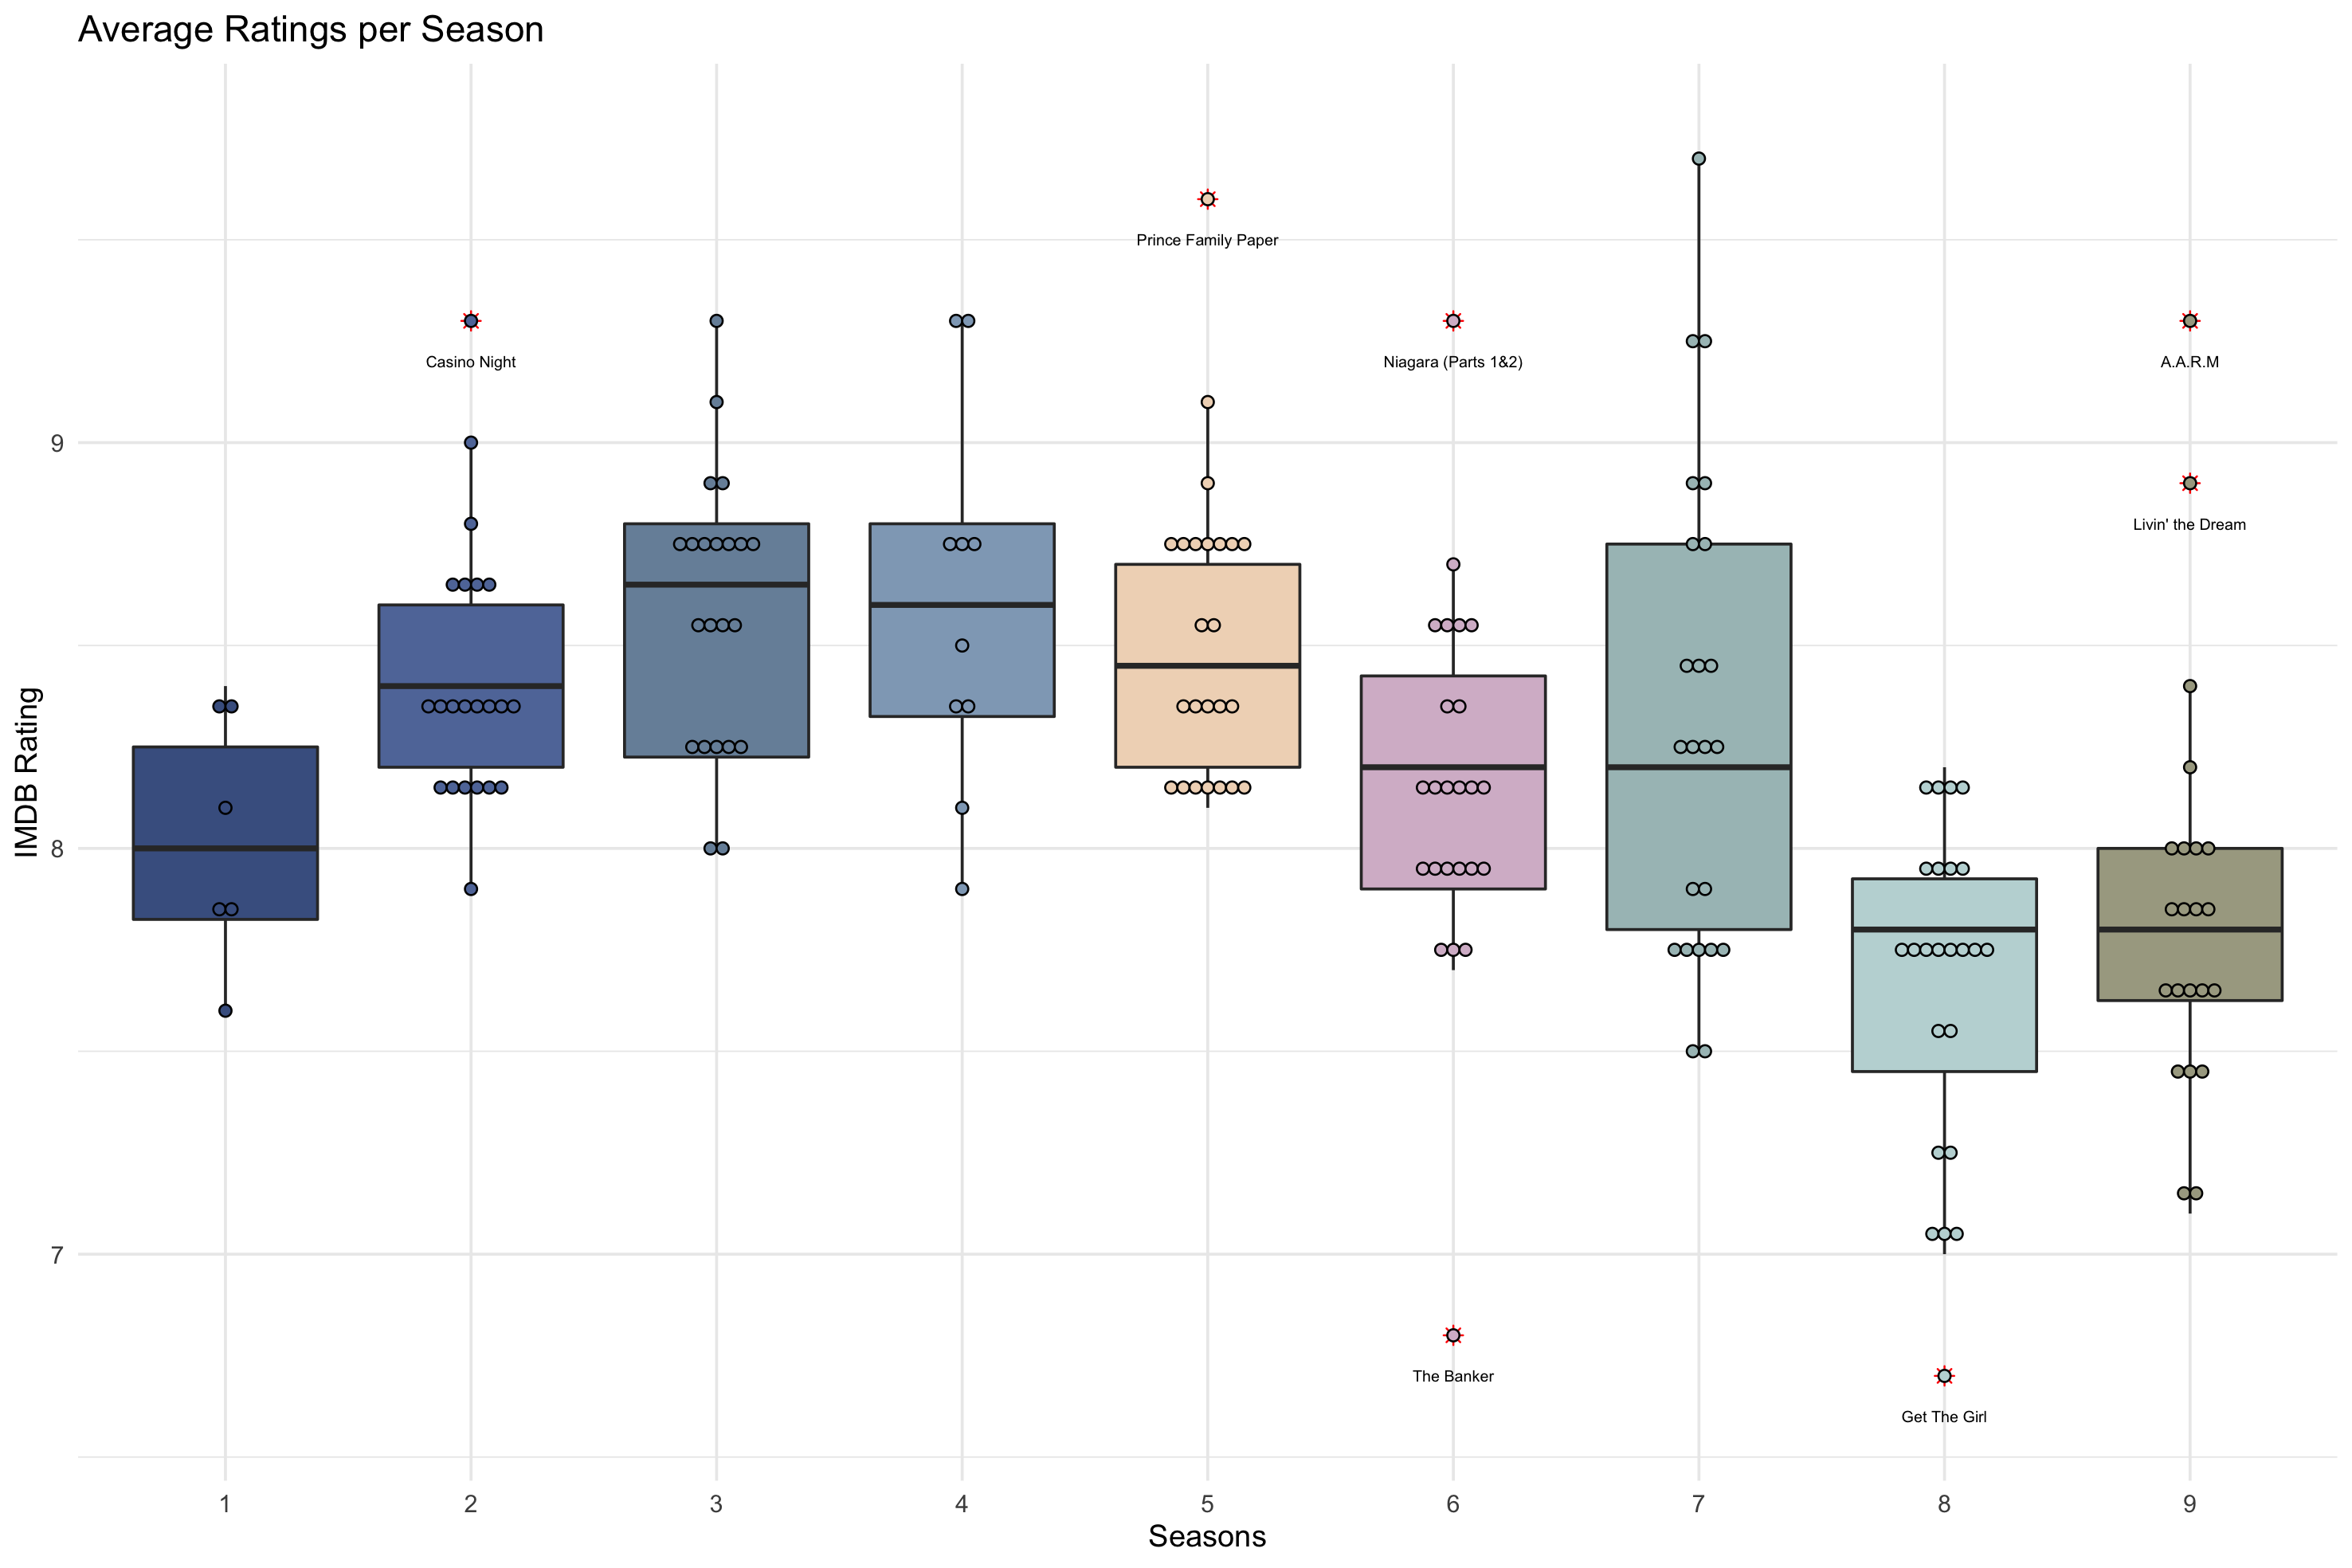 Average Ratings per Season
Prince Family Paper
Casino Night
Niagara (Parts 1&2)
A.A.R.M
9
Livin' the Dream
IMDB Rating
8
7
The Banker
Get The Girl
1 2 3 4 5 6 7 8 9
Seasons